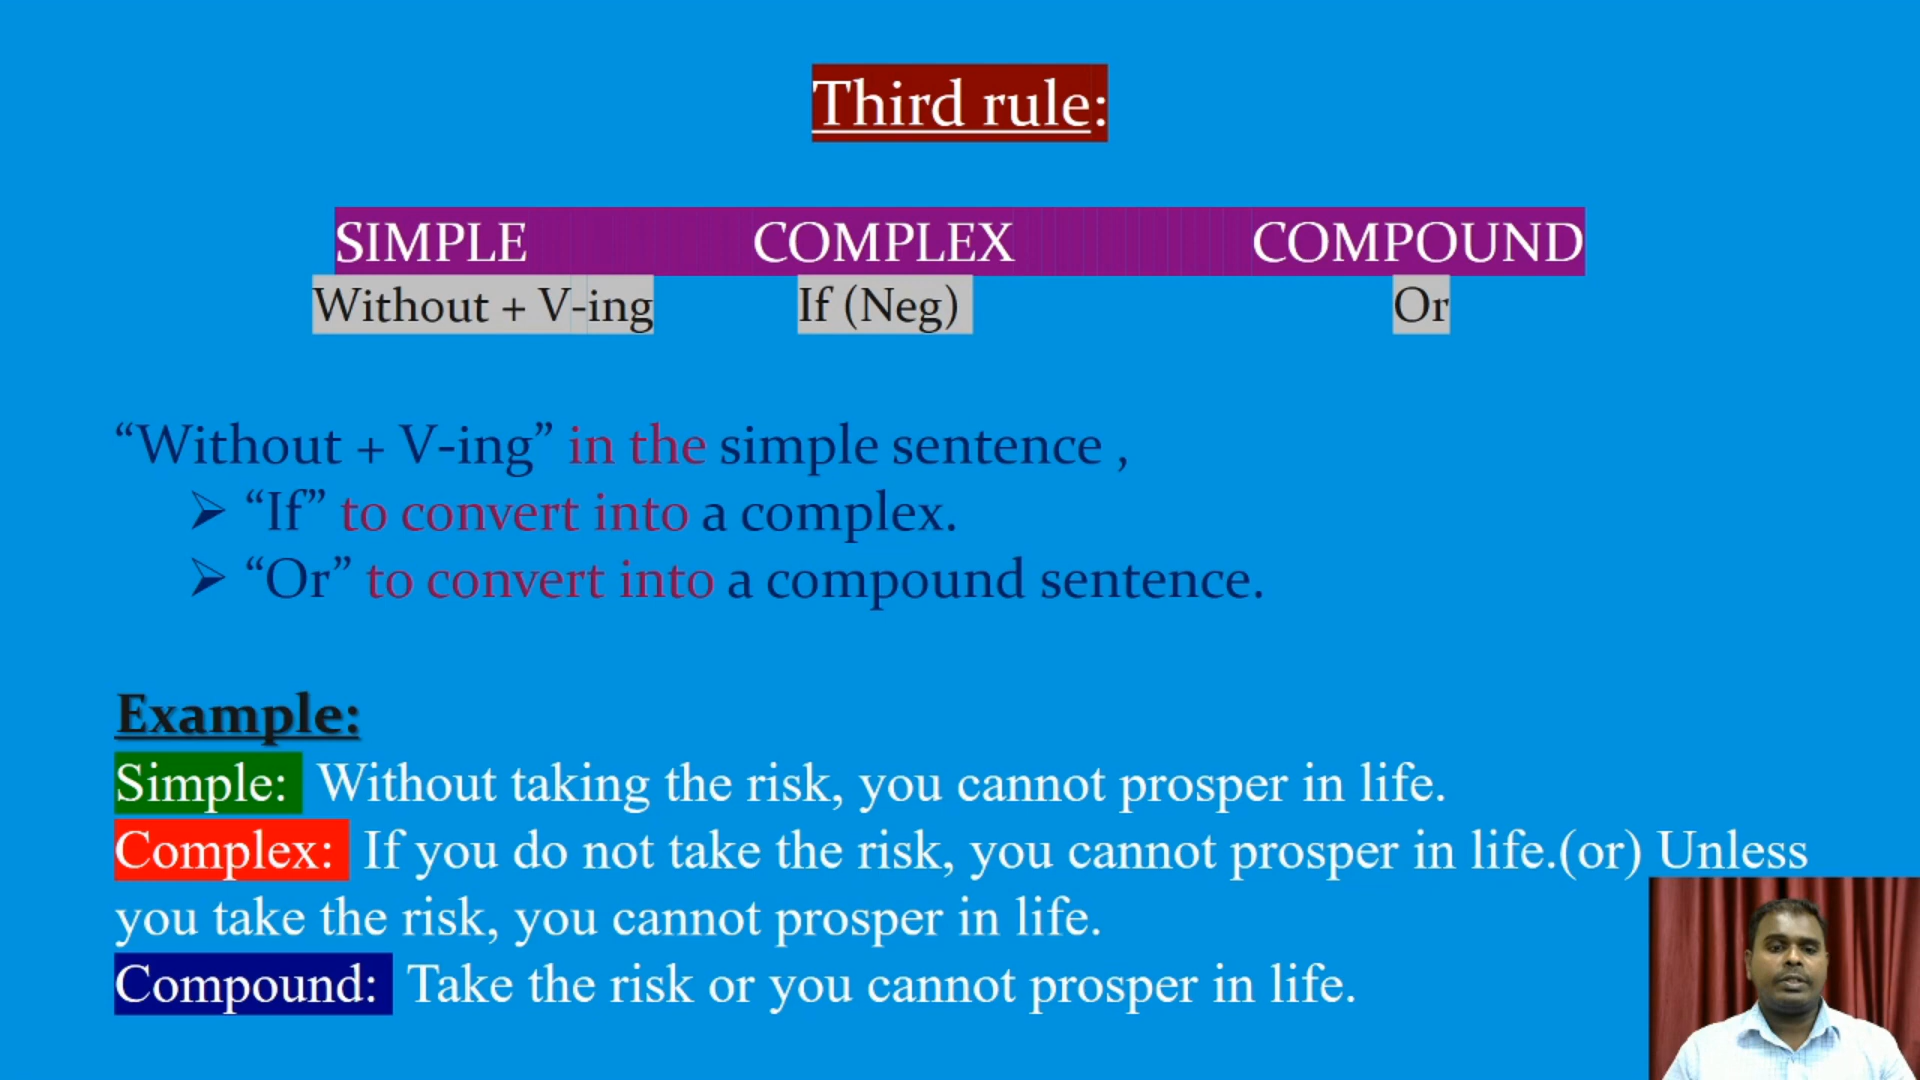 Third rule:
SIMPLE COMPLEX COMPOUND
Without + V-ing If (Neg) Or
“Without + V-ing” in the simple sentence ,
➢ “If” to convert into a complex.
➢ “Or” to convert into a compound sentence.
Example:
Simple: Without taking the risk, you cannot prosper in life.
Complex: If you do not take the risk, you cannot prosper in life.(or) Unless
you take the risk, you cannot prosper in life.
Compound: Take the risk or you cannot prosper in life.